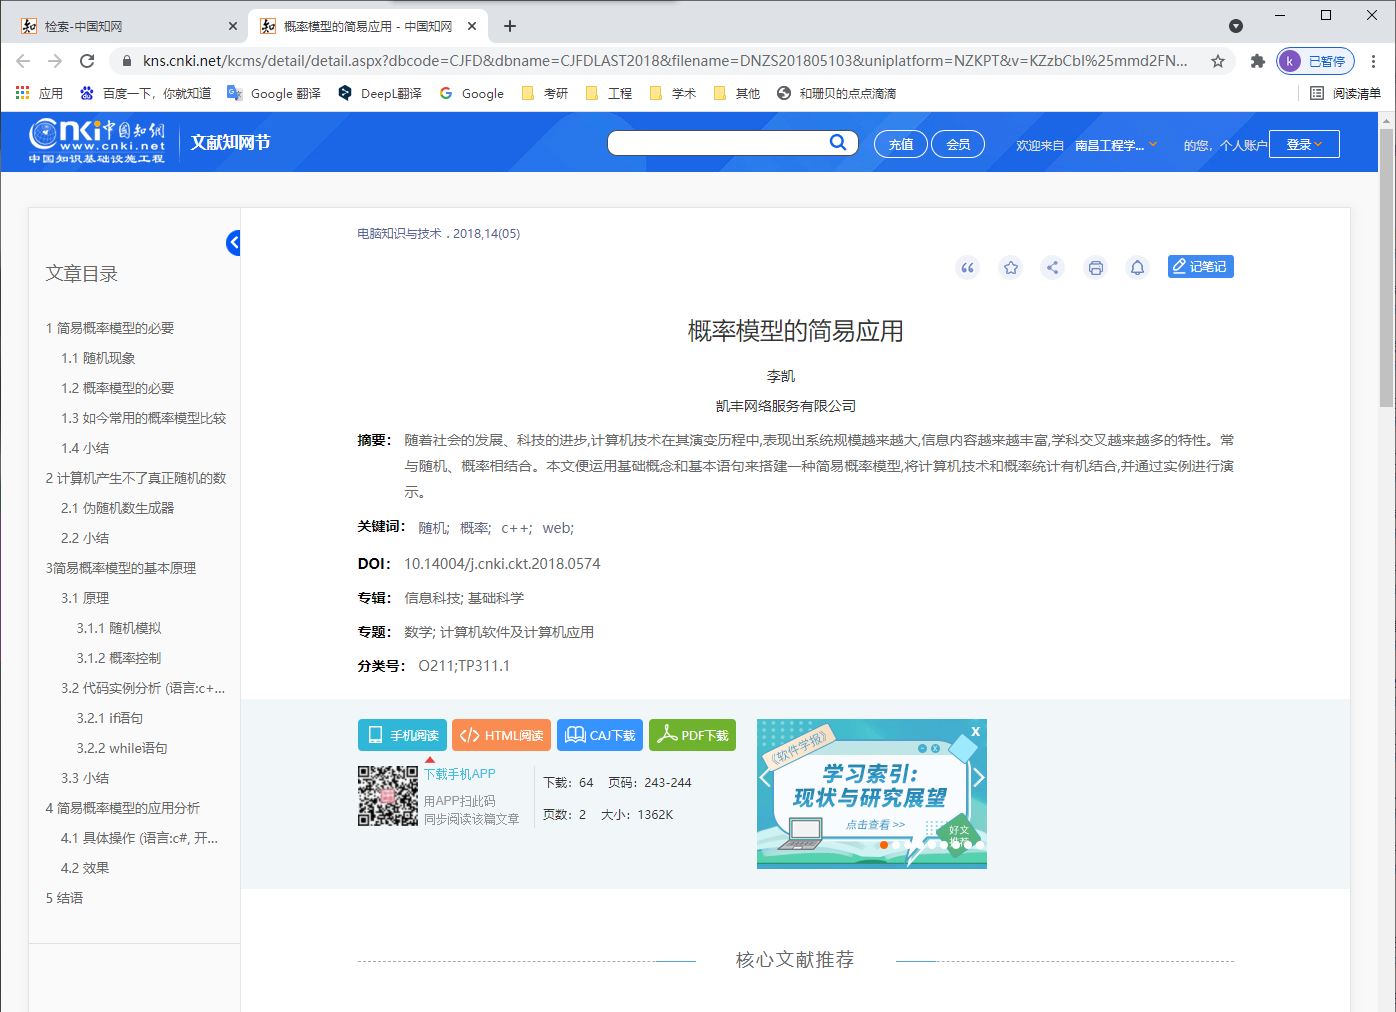 检索-中国知网
概率模型的简易应用 - 中国知网
kns.cnki.net/kcms/detail/detail.aspx?dbcode=CJFD&dbname=CJFDLAST2018&filename=DNZS201805103&uniplatform=NZKPT&v=KZzbCbI%25mmd2FN...
k 已暂停
应用 百度一下，你就知道 Google 翻译 DeepL翻译 Google 考研 工程 学术 其他 和珊贝的点点滴滴 阅读清单
cnki中国知网
www.cnki.net
中国知识基础设施工程
文献知网节
充值 会员 欢迎来自 南昌工程学... 的您，个人账户 登录
文章目录
1 简易概率模型的必要
1.1 随机现象
1.2 概率模型的必要
1.3 如今常用的概率模型比较
1.4 小结
2 计算机产生不了真正随机的数
2.1 伪随机数生成器
2.2 小结
3简易概率模型的基本原理
3.1 原理
3.1.1 随机模拟
3.1.2 概率控制
3.2 代码实例分析 (语言:c+...
3.2.1 if语句
3.2.2 while语句
3.3 小结
4 简易概率模型的应用分析
4.1 具体操作 (语言:c#, 开...
4.2 效果
5 结语
电脑知识与技术 . 2018,14(05)
记笔记
概率模型的简易应用
李凯
凯丰网络服务有限公司
摘要： 随着社会的发展、科技的进步,计算机技术在其演变历程中,表现出系统规模越来越大,信息内容越来越丰富,学科交叉越来越多的特性。常
与随机、概率相结合。本文便运用基础概念和基本语句来搭建一种简易概率模型,将计算机技术和概率统计有机结合,并通过实例进行演
示。
关键词： 随机; 概率; c++; web;
DOI： 10.14004/j.cnki.ckt.2018.0574
专辑： 信息科技; 基础科学
专题： 数学; 计算机软件及计算机应用
分类号： O211;TP311.1
手机阅读 HTML阅读 CAJ下载 PDF下载
下载手机APP
用APP扫此码
同步阅读该篇文章
下载：64 页码：243-244
页数：2 大小：1362K
X
《软件学报》
学习索引:
现状与研究展望
点击查看 >>
好文
推荐
核心文献推荐